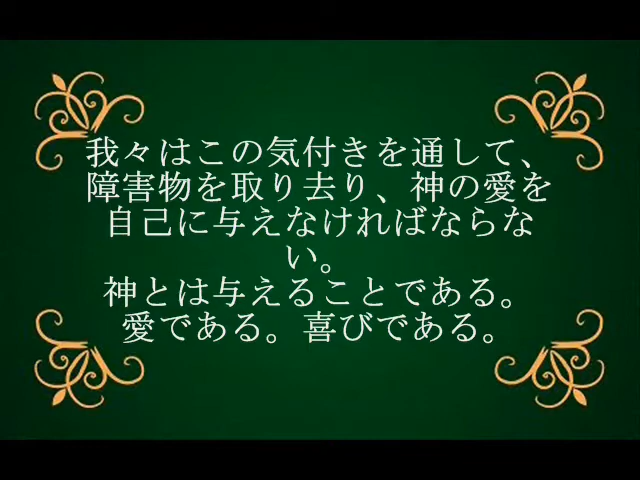 我々はこの気付きを通して、
障害物を取り去り、神の愛を
自己に与えなければならな
い。
神とは与えることである。
愛である。喜びである。